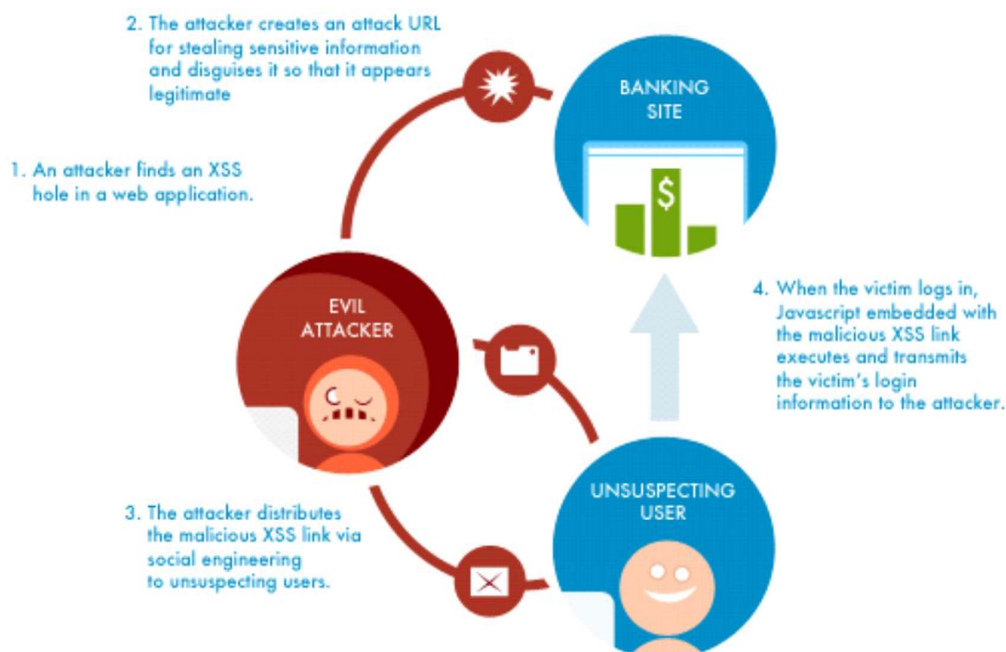 2. The attacker creates an attack URL
for stealing sensitive information
and disguises it so that it appears
legitimate
BANKING
SITE
$
1. An attacker finds an XSS
hole in a web application.
EVIL
ATTACKER
4. When the victim logs in,
Javascript embedded with
the malicious XSS link
executes and transmits
the victim's login
information to the attacker.
UNSUSPECTING
USER
3. The attacker distributes
the malicious XSS link via
social engineering
to unsuspecting users.